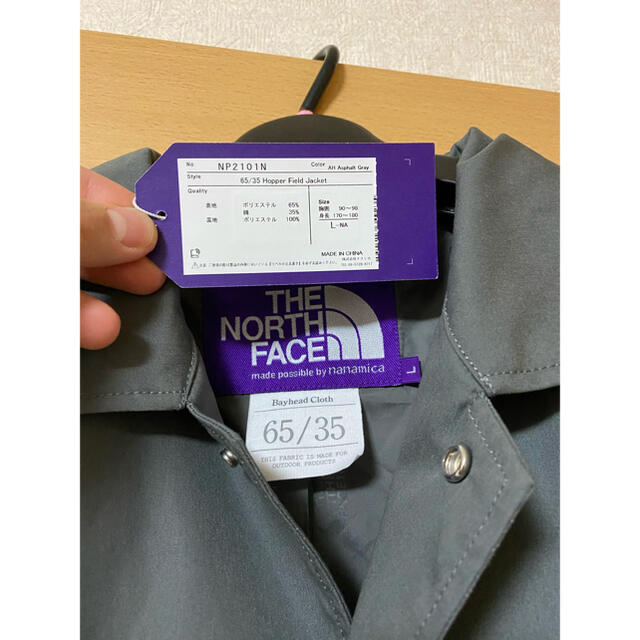 No NP2101N Color AH Asphalt Gray
Style 65/35 Hopper Field Jacket
Quality
表地 ポリエステル 65%
綿 35%
裏地 ポリエステル 100%
Size
胸囲 90~98
身長 170~180
L-NA
MADE IN CHINA
THE
NORTH
FACE
made possible by nanamica
L
Bayhead Cloth
65/35
THIS FABRIC IS MADE FOR
OUTDOOR PRODUCTS